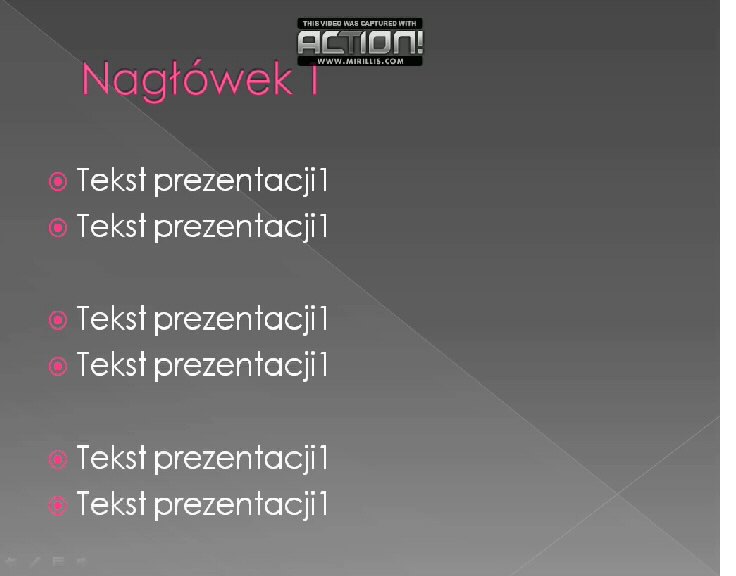 THIS VIDEO WAS CAPTURED WITH
ACTION!
WWW.MIRILLIS.COM
Nagłówek 1
Tekst prezentacji1
Tekst prezentacji1
Tekst prezentacji1
Tekst prezentacji1
Tekst prezentacji1
Tekst prezentacji1